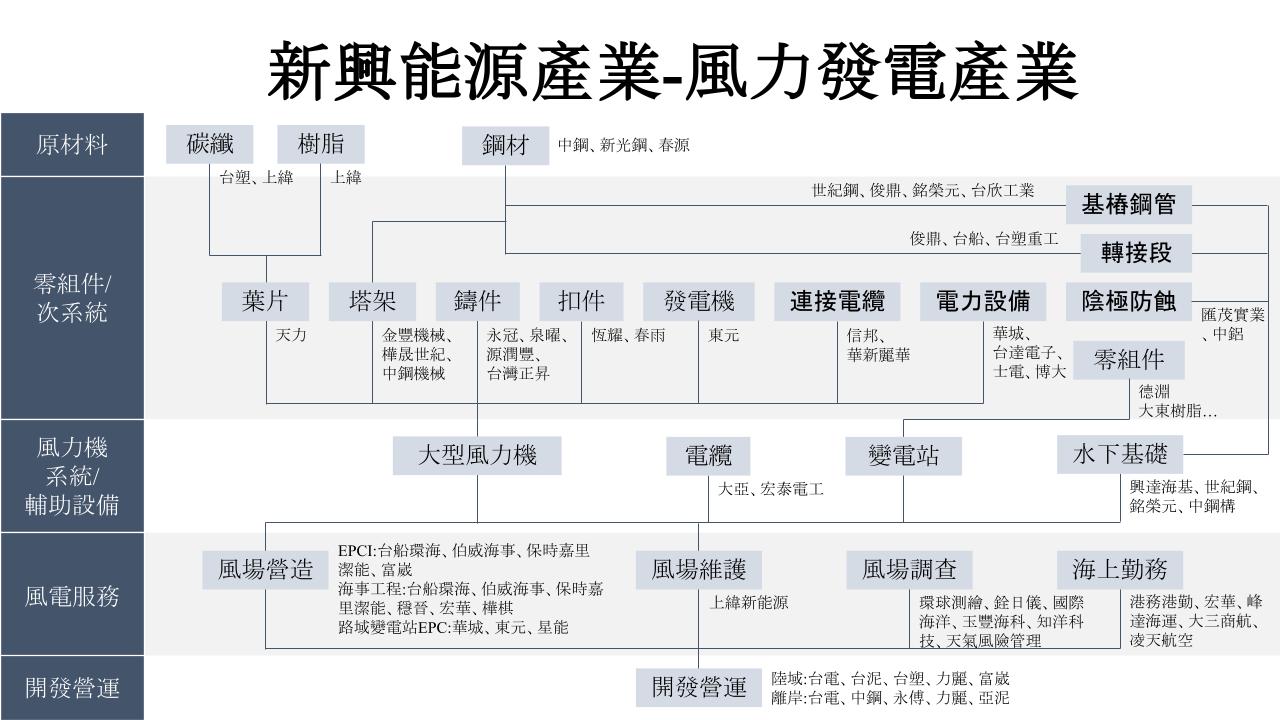 新興能源產業-風力發電產業
原材料
碳纖
台塑、上緯
樹脂
上緯
鋼材
中鋼、新光鋼、春源
零組件/
次系統
世紀鋼、俊鼎、銘榮元、台欣工業
基樁鋼管
俊鼎、台船、台塑重工
轉接段
葉片
天力
塔架
金豐機械、
樺晟世紀、
中鋼機械
鑄件
永冠、泉曜、
源潤豐、
台灣正昇
扣件
恆耀、春雨
發電機
東元
連接電纜
信邦、
華新麗華
電力設備
華城、
台達電子、
士電、博大
陰極防蝕
匯茂實業
、中鋁
零組件
德淵
大東樹脂…
風力機
系統/
輔助設備
大型風力機
電纜
大亞、宏泰電工
變電站
水下基礎
興達海基、世紀鋼、
銘榮元、中鋼構
風電服務
風場營造
EPCI:台船環海、伯威海事、保時嘉里
潔能、富崴
海事工程:台船環海、伯威海事、保時嘉
里潔能、穩晉、宏華、樺棋
路域變電站EPC:華城、東元、星能
風場維護
上緯新能源
風場調查
環球測繪、銓日儀、國際
海洋、玉豐海科、知洋科
技、天氣風險管理
海上勤務
港務港勤、宏華、峰
達海運、大三商航、
凌天航空
開發營運
開發營運
陸域:台電、台泥、台塑、力麗、富崴
離岸:台電、中鋼、永傅、力麗、亞泥